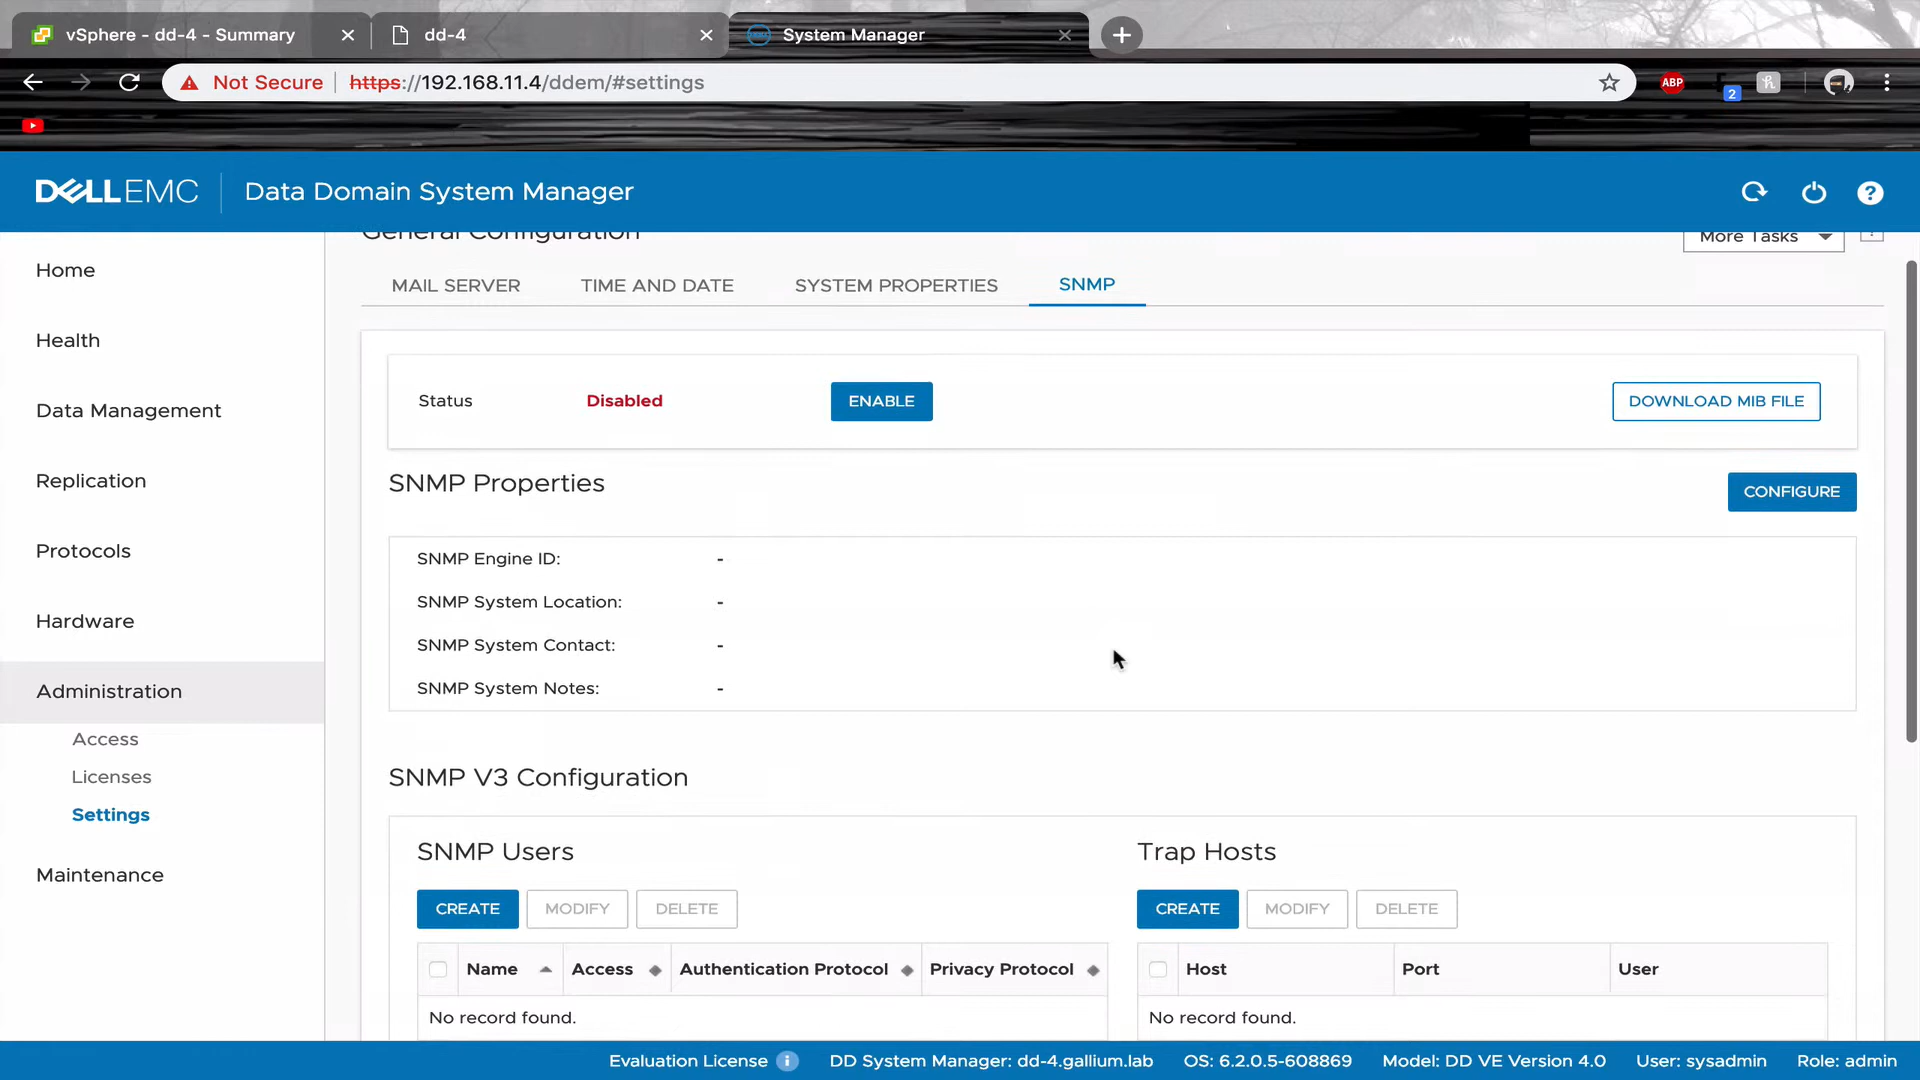 vSphere - dd-4 - Summary
dd-4
System Manager
Not Secure
https://192.168.11.4/ddem/#settings
ABP
2
DELLEMC
Data Domain System Manager
?
Home
Health
Data Management
Replication
Protocols
Hardware
Administration
Access
Licenses
Settings
Maintenance
General Configuration
More Tasks
MAIL SERVER
TIME AND DATE
SYSTEM PROPERTIES
SNMP
Status
Disabled
ENABLE
DOWNLOAD MIB FILE
SNMP Properties
CONFIGURE
SNMP Engine ID: -
SNMP System Location: -
SNMP System Contact: -
SNMP System Notes: -
SNMP V3 Configuration
SNMP Users
CREATE
MODIFY
DELETE
Name
Access
Authentication Protocol
Privacy Protocol
No record found.
Trap Hosts
CREATE
MODIFY
DELETE
Host
Port
User
No record found.
Evaluation License
DD System Manager: dd-4.gallium.lab
OS: 6.2.0.5-608869
Model: DD VE Version 4.0
User: sysadmin
Role: admin